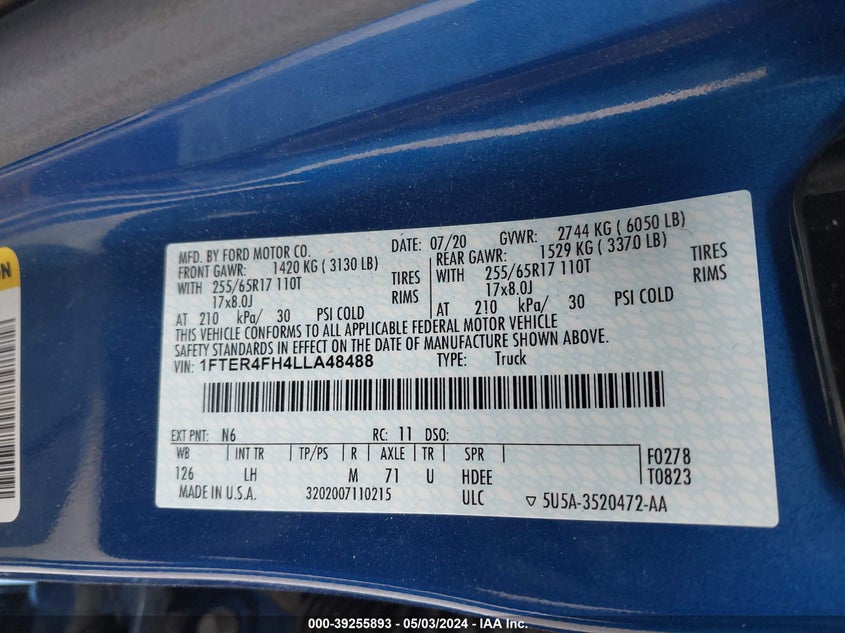 MFD. BY FORD MOTOR CO. DATE: 07/20 GVWR: 2744 KG ( 6050 LB)
FRONT GAWR: 1420 KG ( 3130 LB) REAR GAWR: 1529 KG ( 3370 LB)
WITH 255/65R17 110T TIRES WITH 255/65R17 110T TIRES
17x8.0J RIMS 17x8.0J RIMS
AT 210 kPa/ 30 PSI COLD AT 210 kPa/ 30 PSI COLD
THIS VEHICLE CONFORMS TO ALL APPLICABLE FEDERAL MOTOR VEHICLE
SAFETY STANDARDS IN EFFECT ON THE DATE OF MANUFACTURE SHOWN ABOVE.
VIN: 1FTER4FH4LLA48488 TYPE: Truck
EXT PNT: N6 RC: 11 DSO:
WB INT TR TP/PS R AXLE TR SPR F0278
126 LH M 71 U HDEE T0823
MADE IN U.S.A. 3202007110215 ULC ▽ 5U5A-3520472-AA
ON
000-39255893 - 05/03/2024 - IAA Inc.